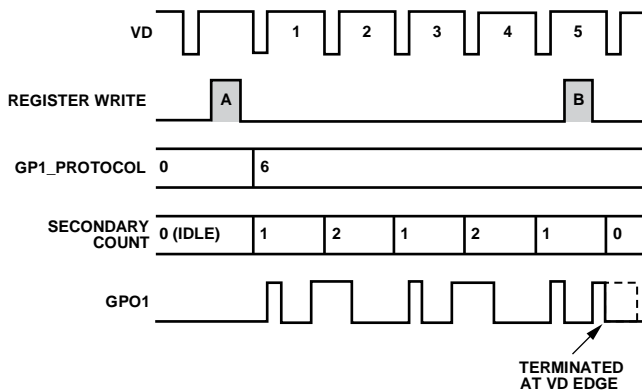 VD 1 2 3 4 5
REGISTER WRITE A B
GP1_PROTOCOL 0 6
SECONDARY
COUNT 0 (IDLE) 1 2 1 2 1 0
GPO1
TERMINATED
AT VD EDGE